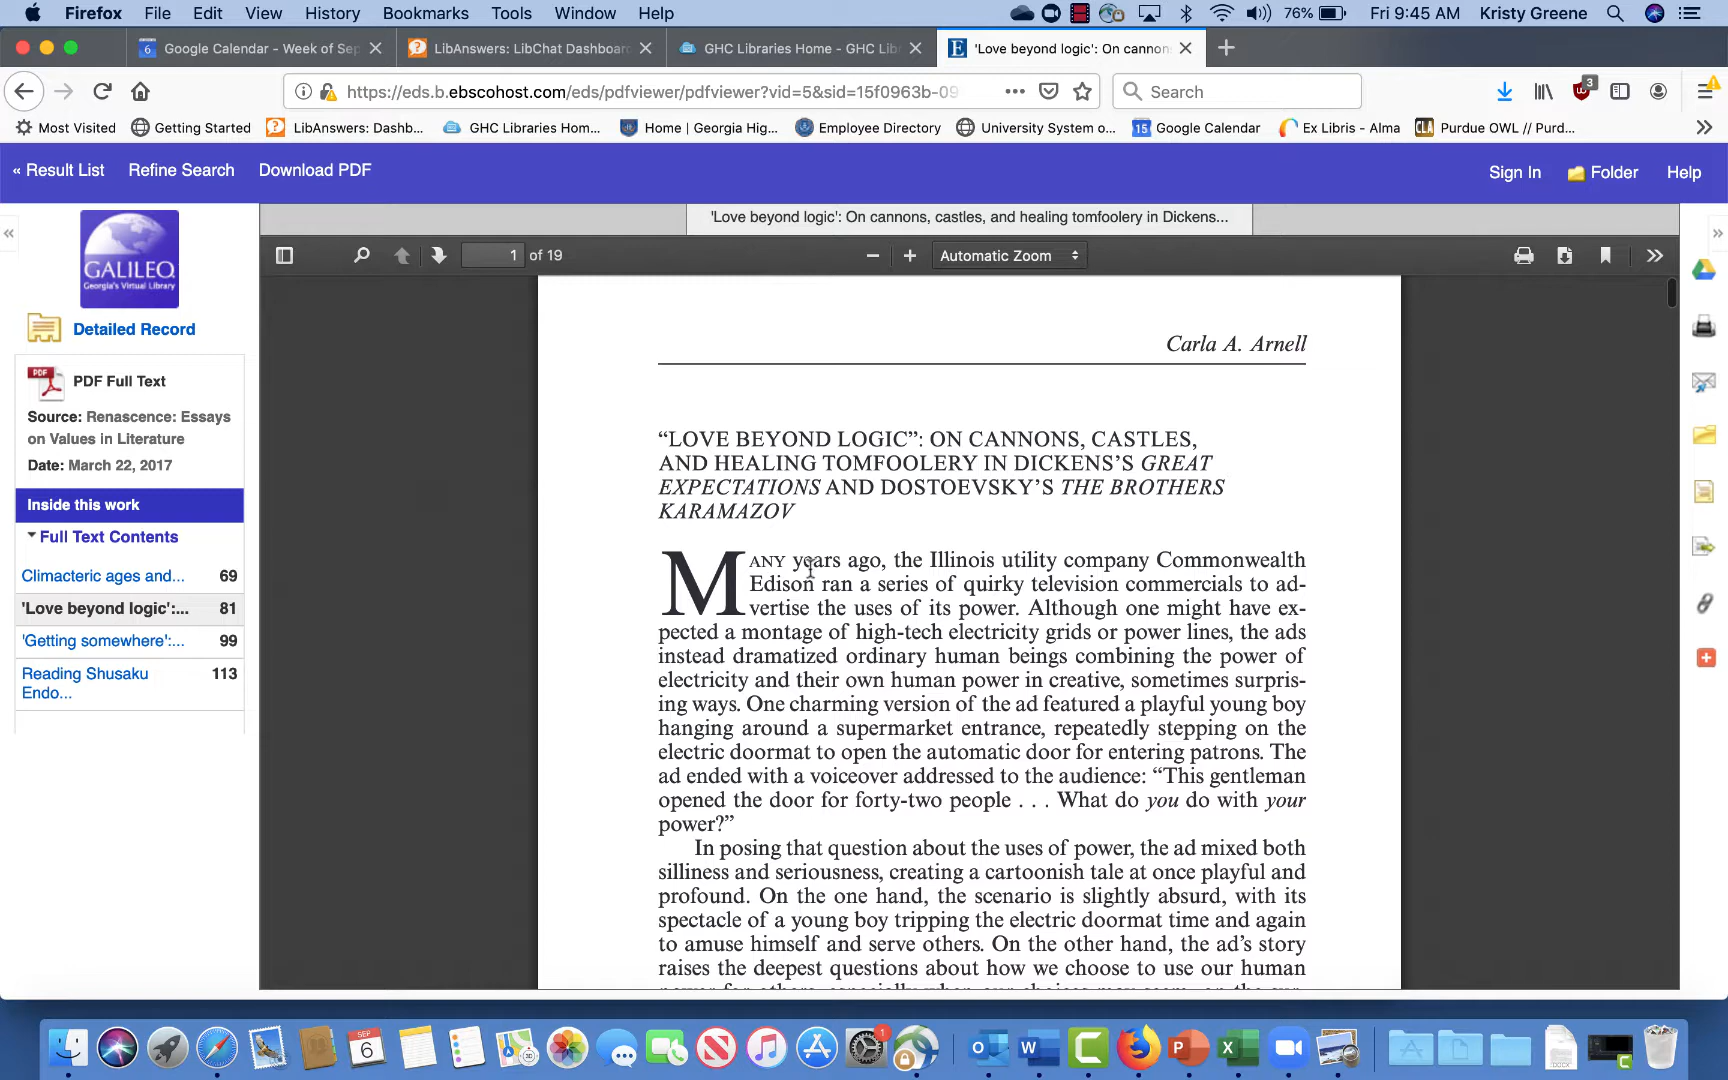 Firefox File Edit View History Bookmarks Tools Window Help 76% Fri 9:45 AM Kristy Greene
6 Google Calendar - Week of Sep LibAnswers: LibChat Dashboard GHC Libraries Home - GHC Lib 'Love beyond logic': On cannon
https://eds.b.ebscohost.com/eds/pdfviewer/pdfviewer?vid=5&sid=15f0963b-09 Search 3
Most Visited Getting Started LibAnswers: Dashb... GHC Libraries Hom... Home | Georgia Hig... Employee Directory University System o... 15 Google Calendar Ex Libris - Alma CLA Purdue OWL // Purd...
« Result List Refine Search Download PDF Sign In Folder Help
'Love beyond logic': On cannons, castles, and healing tomfoolery in Dickens...
1 of 19 Automatic Zoom
GALILEO
Georgia's Virtual Library
Detailed Record
PDF PDF Full Text
Source: Renascence: Essays
on Values in Literature
Date: March 22, 2017
Inside this work
Full Text Contents
Climacteric ages and... 69
'Love beyond logic':... 81
'Getting somewhere':... 99
Reading Shusaku 113
Endo...
Carla A. Arnell
“LOVE BEYOND LOGIC”: ON CANNONS, CASTLES,
AND HEALING TOMFOOLERY IN DICKENS’S GREAT
EXPECTATIONS AND DOSTOEVSKY’S THE BROTHERS
KARAMAZOV
MANY years ago, the Illinois utility company Commonwealth
Edison ran a series of quirky television commercials to ad-
vertise the uses of its power. Although one might have ex-
pected a montage of high-tech electricity grids or power lines, the ads
instead dramatized ordinary human beings combining the power of
electricity and their own human power in creative, sometimes surpris-
ing ways. One charming version of the ad featured a playful young boy
hanging around a supermarket entrance, repeatedly stepping on the
electric doormat to open the automatic door for entering patrons. The
ad ended with a voiceover addressed to the audience: “This gentleman
opened the door for forty-two people . . . What do you do with your
power?”
In posing that question about the uses of power, the ad mixed both
silliness and seriousness, creating a cartoonish tale at once playful and
profound. On the one hand, the scenario is slightly absurd, with its
spectacle of a young boy tripping the electric doormat time and again
to amuse himself and serve others. On the other hand, the ad’s story
raises the deepest questions about how we choose to use our human
SEP
6
1